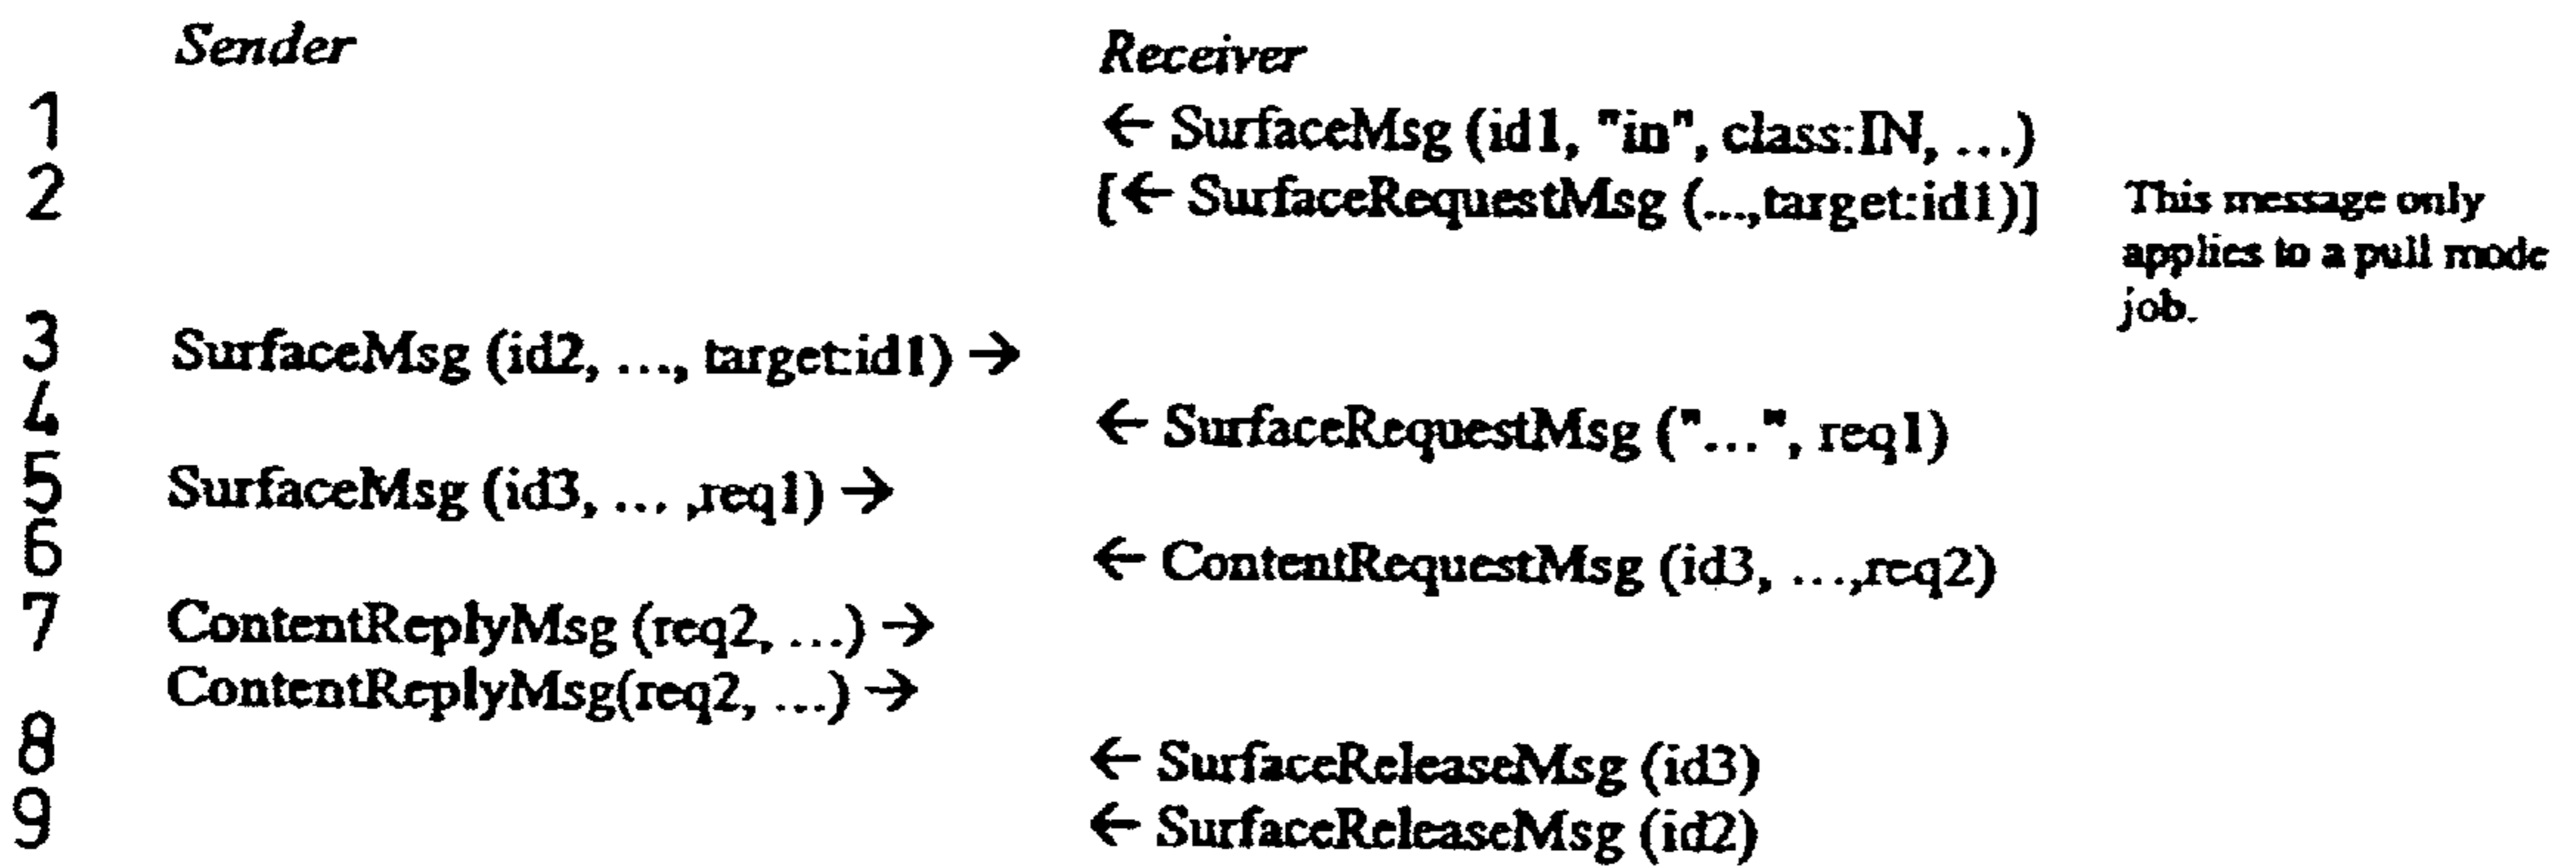 Sender Receiver
1 ← SurfaceMsg (id1, "in", class:IN, ...)
2 [← SurfaceRequestMsg (...,target:id1)] This message only
applies to a pull mode
job.
3 SurfaceMsg (id2, ..., target:id1) →
4 ← SurfaceRequestMsg ("...", req1)
5 SurfaceMsg (id3, ... ,req1) →
6 ← ContentRequestMsg (id3, ...,req2)
7 ContentReplyMsg (req2, ...) →
ContentReplyMsg(req2, ...) →
8 ← SurfaceReleaseMsg (id3)
9 ← SurfaceReleaseMsg (id2)